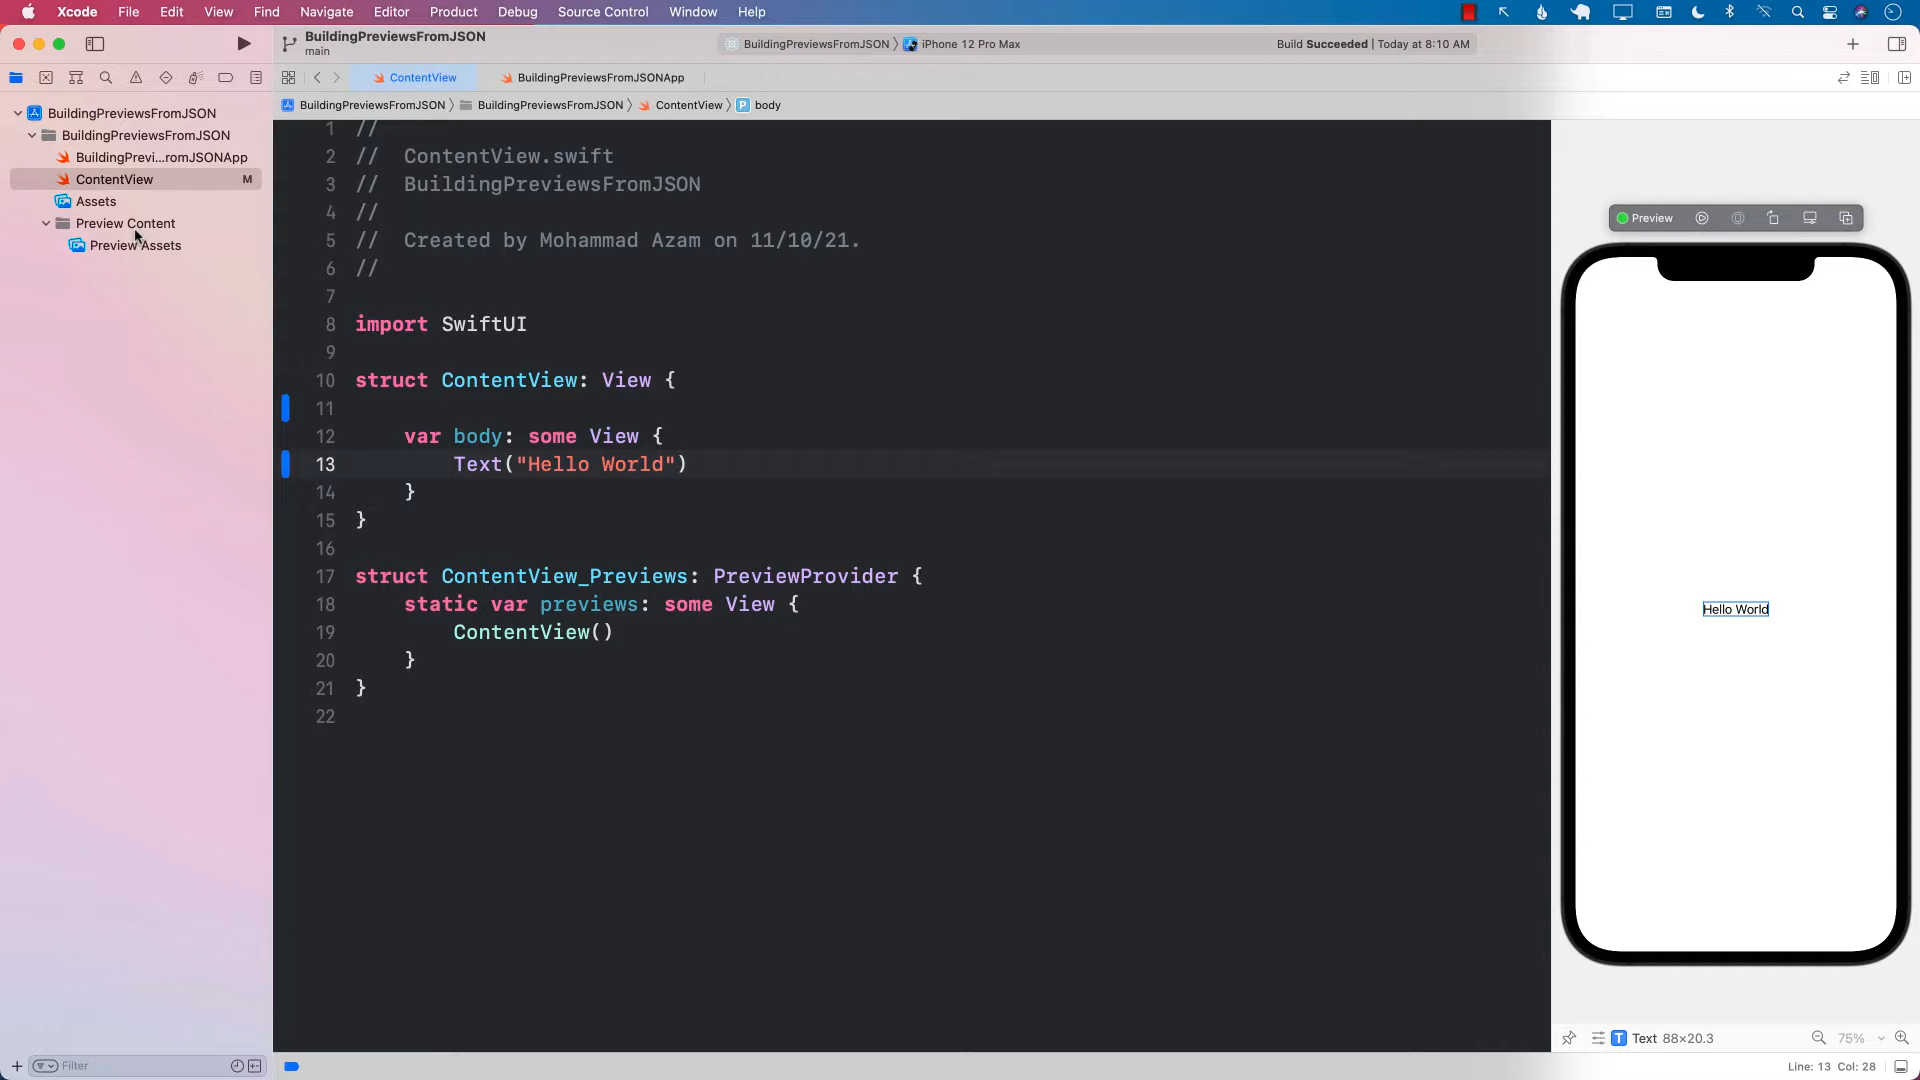 Xcode File Edit View Find Navigate Editor Product Debug Source Control Window Help
BuildingPreviewsFromJSON
main
BuildingPreviewsFromJSON 〉 iPhone 12 Pro Max
Build Succeeded | Today at 8:10 AM
ContentView
BuildingPreviewsFromJSONApp
BuildingPreviewsFromJSON 〉 BuildingPreviewsFromJSON 〉 ContentView 〉 P body
BuildingPreviewsFromJSON
BuildingPreviewsFromJSON
BuildingPrevi...romJSONApp
ContentView M
Assets
Preview Content
Preview Assets
1 //
2 //  ContentView.swift
3 //  BuildingPreviewsFromJSON
4 //
5 //  Created by Mohammad Azam on 11/10/21.
6 //
7
8 import SwiftUI
9
10 struct ContentView: View {
11
12     var body: some View {
13         Text("Hello World")
14     }
15 }
16
17 struct ContentView_Previews: PreviewProvider {
18     static var previews: some View {
19         ContentView()
20     }
21 }
22
Preview
Hello World
T Text 88×20.3
75%
Filter
Line: 13 Col: 28